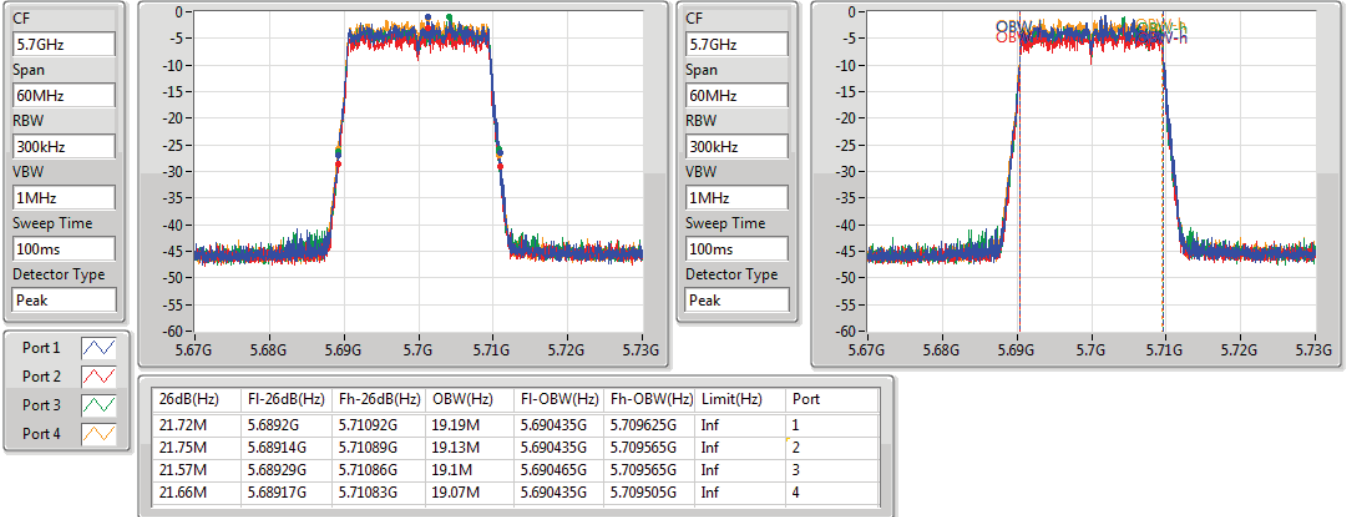 CF
5.7GHz
Span
60MHz
RBW
300kHz
VBW
1MHz
Sweep Time
100ms
Detector Type
Peak
0
-5
-10
-15
-20
-25
-30
-35
-40
-45
-50
-55
-60
5.67G 5.68G 5.69G 5.7G 5.71G 5.72G 5.73G
CF
5.7GHz
Span
60MHz
RBW
300kHz
VBW
1MHz
Sweep Time
100ms
Detector Type
Peak
0
-5
-10
-15
-20
-25
-30
-35
-40
-45
-50
-55
-60
OBW-h
5.67G 5.68G 5.69G 5.7G 5.71G 5.72G 5.73G
Port 1
Port 2
Port 3
Port 4
26dB(Hz) Fl-26dB(Hz) Fh-26dB(Hz) OBW(Hz) Fl-OBW(Hz) Fh-OBW(Hz) Limit(Hz) Port
21.72M 5.6892G 5.71092G 19.19M 5.690435G 5.709625G Inf 1
21.75M 5.68914G 5.71089G 19.13M 5.690435G 5.709565G Inf 2
21.57M 5.68929G 5.71086G 19.1M 5.690465G 5.709565G Inf 3
21.66M 5.68917G 5.71083G 19.07M 5.690435G 5.709505G Inf 4